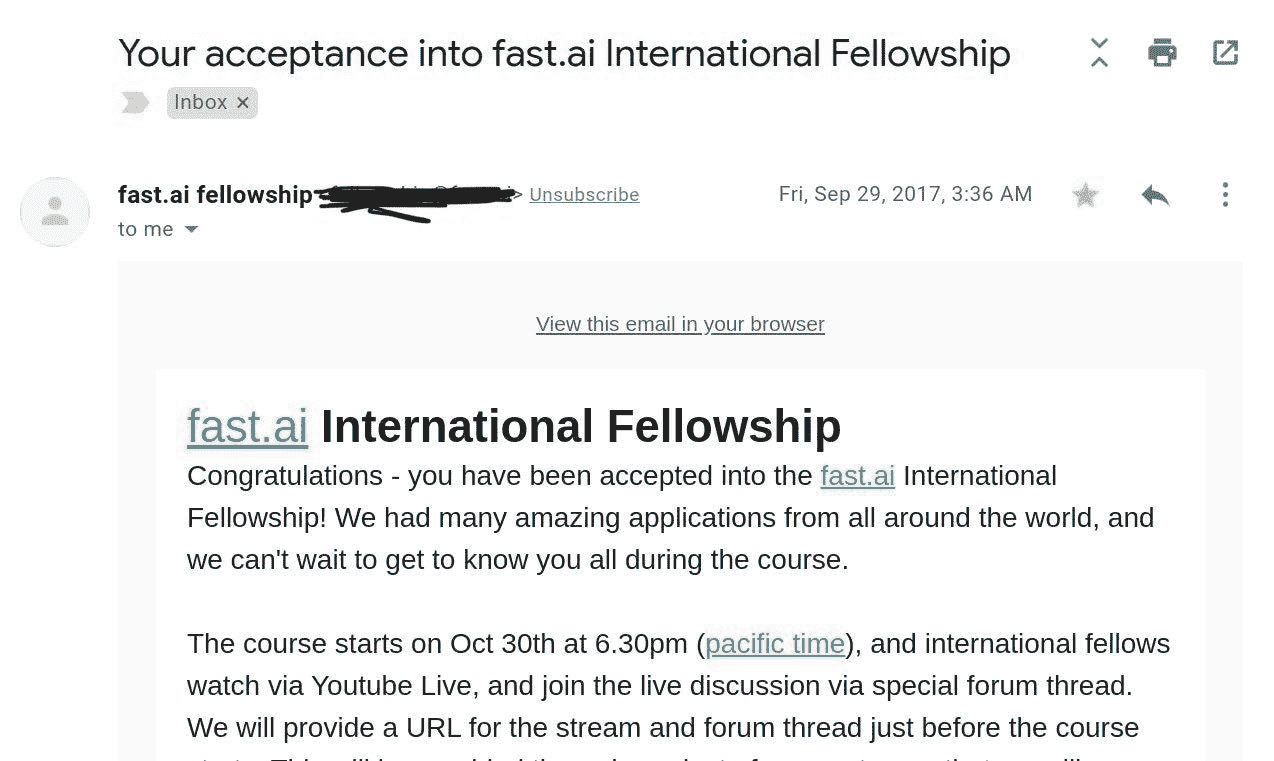 Your acceptance into fast.ai International Fellowship
Inbox ×
fast.ai fellowship > Unsubscribe Fri, Sep 29, 2017, 3:36 AM
to me
View this email in your browser
fast.ai International Fellowship
Congratulations - you have been accepted into the fast.ai International
Fellowship! We had many amazing applications from all around the world, and
we can't wait to get to know you all during the course.
The course starts on Oct 30th at 6.30pm (pacific time), and international fellows
watch via Youtube Live, and join the live discussion via special forum thread.
We will provide a URL for the stream and forum thread just before the course